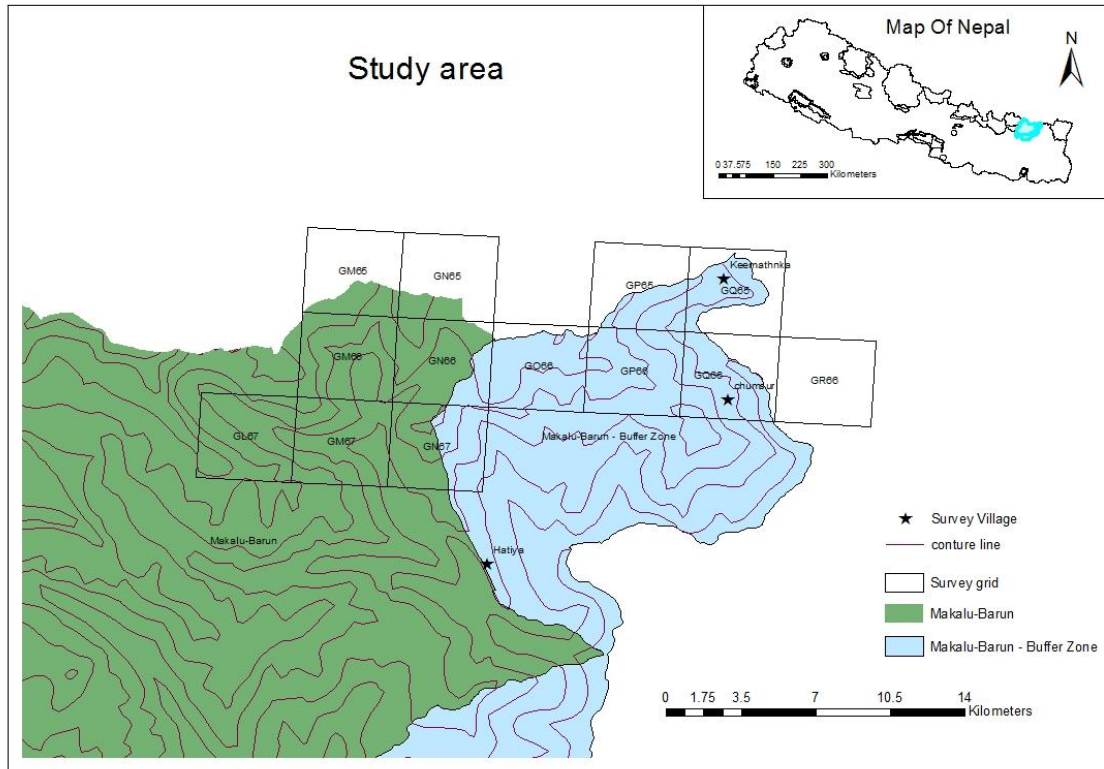 Study area
Map Of Nepal
N
0 37.575 150 225 300
Kilometers
GM65
GN65
GP65
Keemathnka
GQ65
GM66
GN66
GO66
GP66
GQ66
chumsur
GR66
GL67
GM67
GN67
Makalu-Barun - Buffer Zone
Makalu-Barun
Hatiya
Survey Village
conture line
Survey grid
Makalu-Barun
Makalu-Barun - Buffer Zone
0 1.75 3.5 7 10.5 14
Kilometers